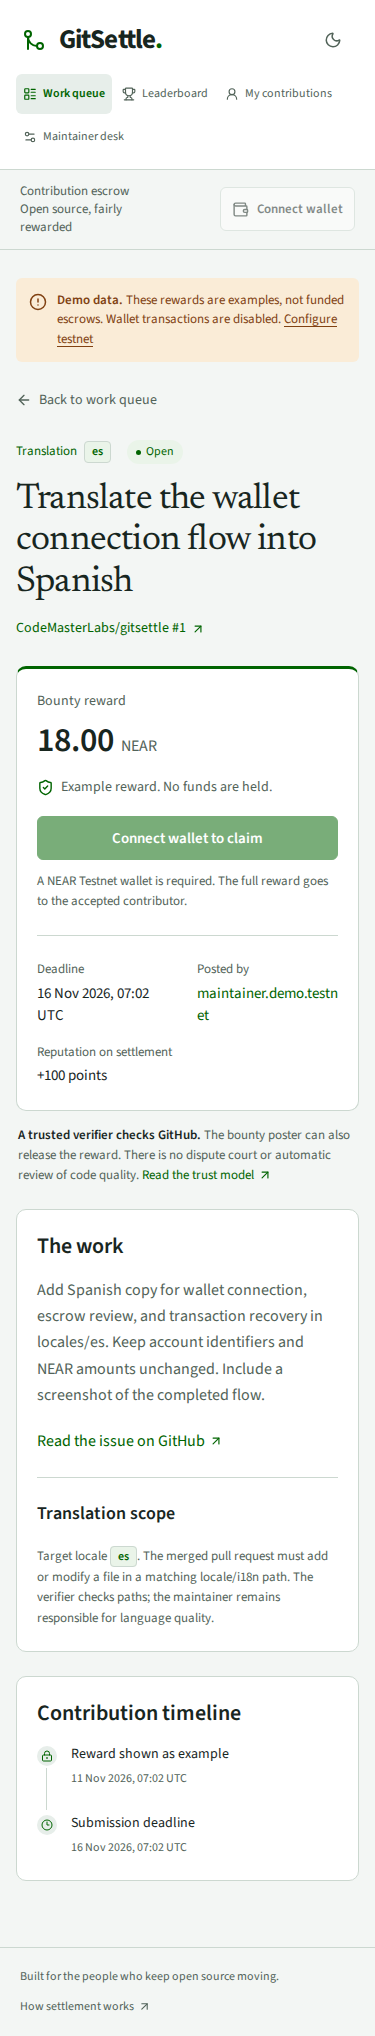 GitSettle.
Work queue
Leaderboard
My contributions
Maintainer desk
Contribution escrow
Open source, fairly
rewarded
Connect wallet
Demo data. These rewards are examples, not funded
escrows. Wallet transactions are disabled. Configure
testnet
Back to work queue
Translation es Open
Translate the wallet
connection flow into
Spanish
CodeMasterLabs/gitsettle #1
Bounty reward
18.00 NEAR
Example reward. No funds are held.
Connect wallet to claim
A NEAR Testnet wallet is required. The full reward goes
to the accepted contributor.
Deadline
16 Nov 2026, 07:02
UTC
Posted by
maintainer.demo.testn
et
Reputation on settlement
+100 points
A trusted verifier checks GitHub. The bounty poster can also
release the reward. There is no dispute court or automatic
review of code quality. Read the trust model
The work
Add Spanish copy for wallet connection,
escrow review, and transaction recovery in
locales/es. Keep account identifiers and
NEAR amounts unchanged. Include a
screenshot of the completed flow.
Read the issue on GitHub
Translation scope
Target locale es. The merged pull request must add
or modify a file in a matching locale/i18n path. The
verifier checks paths; the maintainer remains
responsible for language quality.
Contribution timeline
Reward shown as example
11 Nov 2026, 07:02 UTC
Submission deadline
16 Nov 2026, 07:02 UTC
Built for the people who keep open source moving.
How settlement works